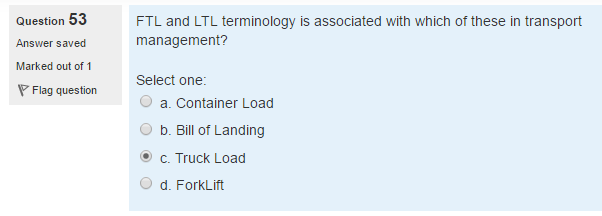 Question 53
Answer saved
Marked out of 1
Flag question
FTL and LTL terminology is associated with which of these in transport
management?
Select one:
a. Container Load
b. Bill of Landing
c. Truck Load
d. ForkLift